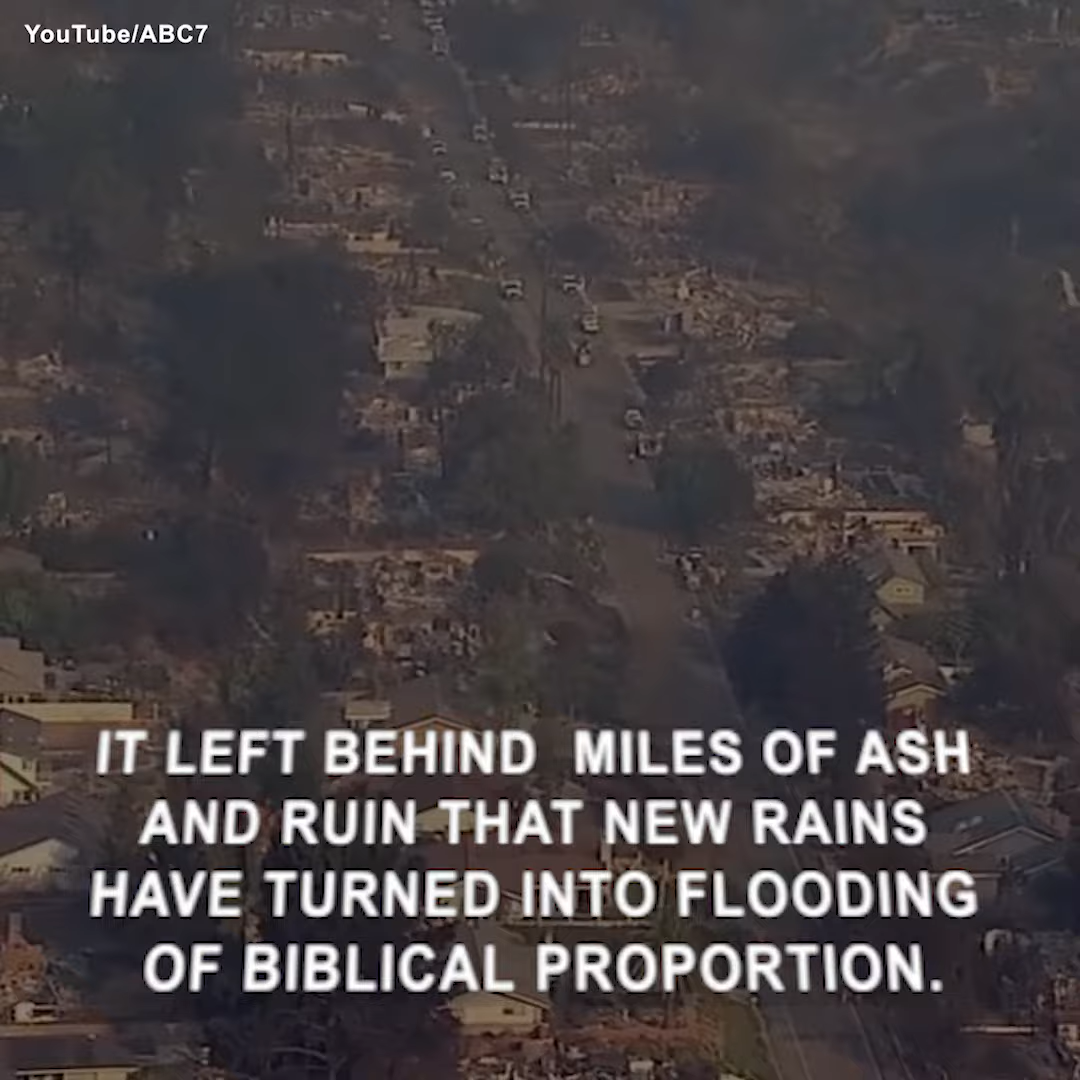 YouTube/ABC7
IT LEFT BEHIND MILES OF ASH
AND RUIN THAT NEW RAINS
HAVE TURNED INTO FLOODING
OF BIBLICAL PROPORTION.